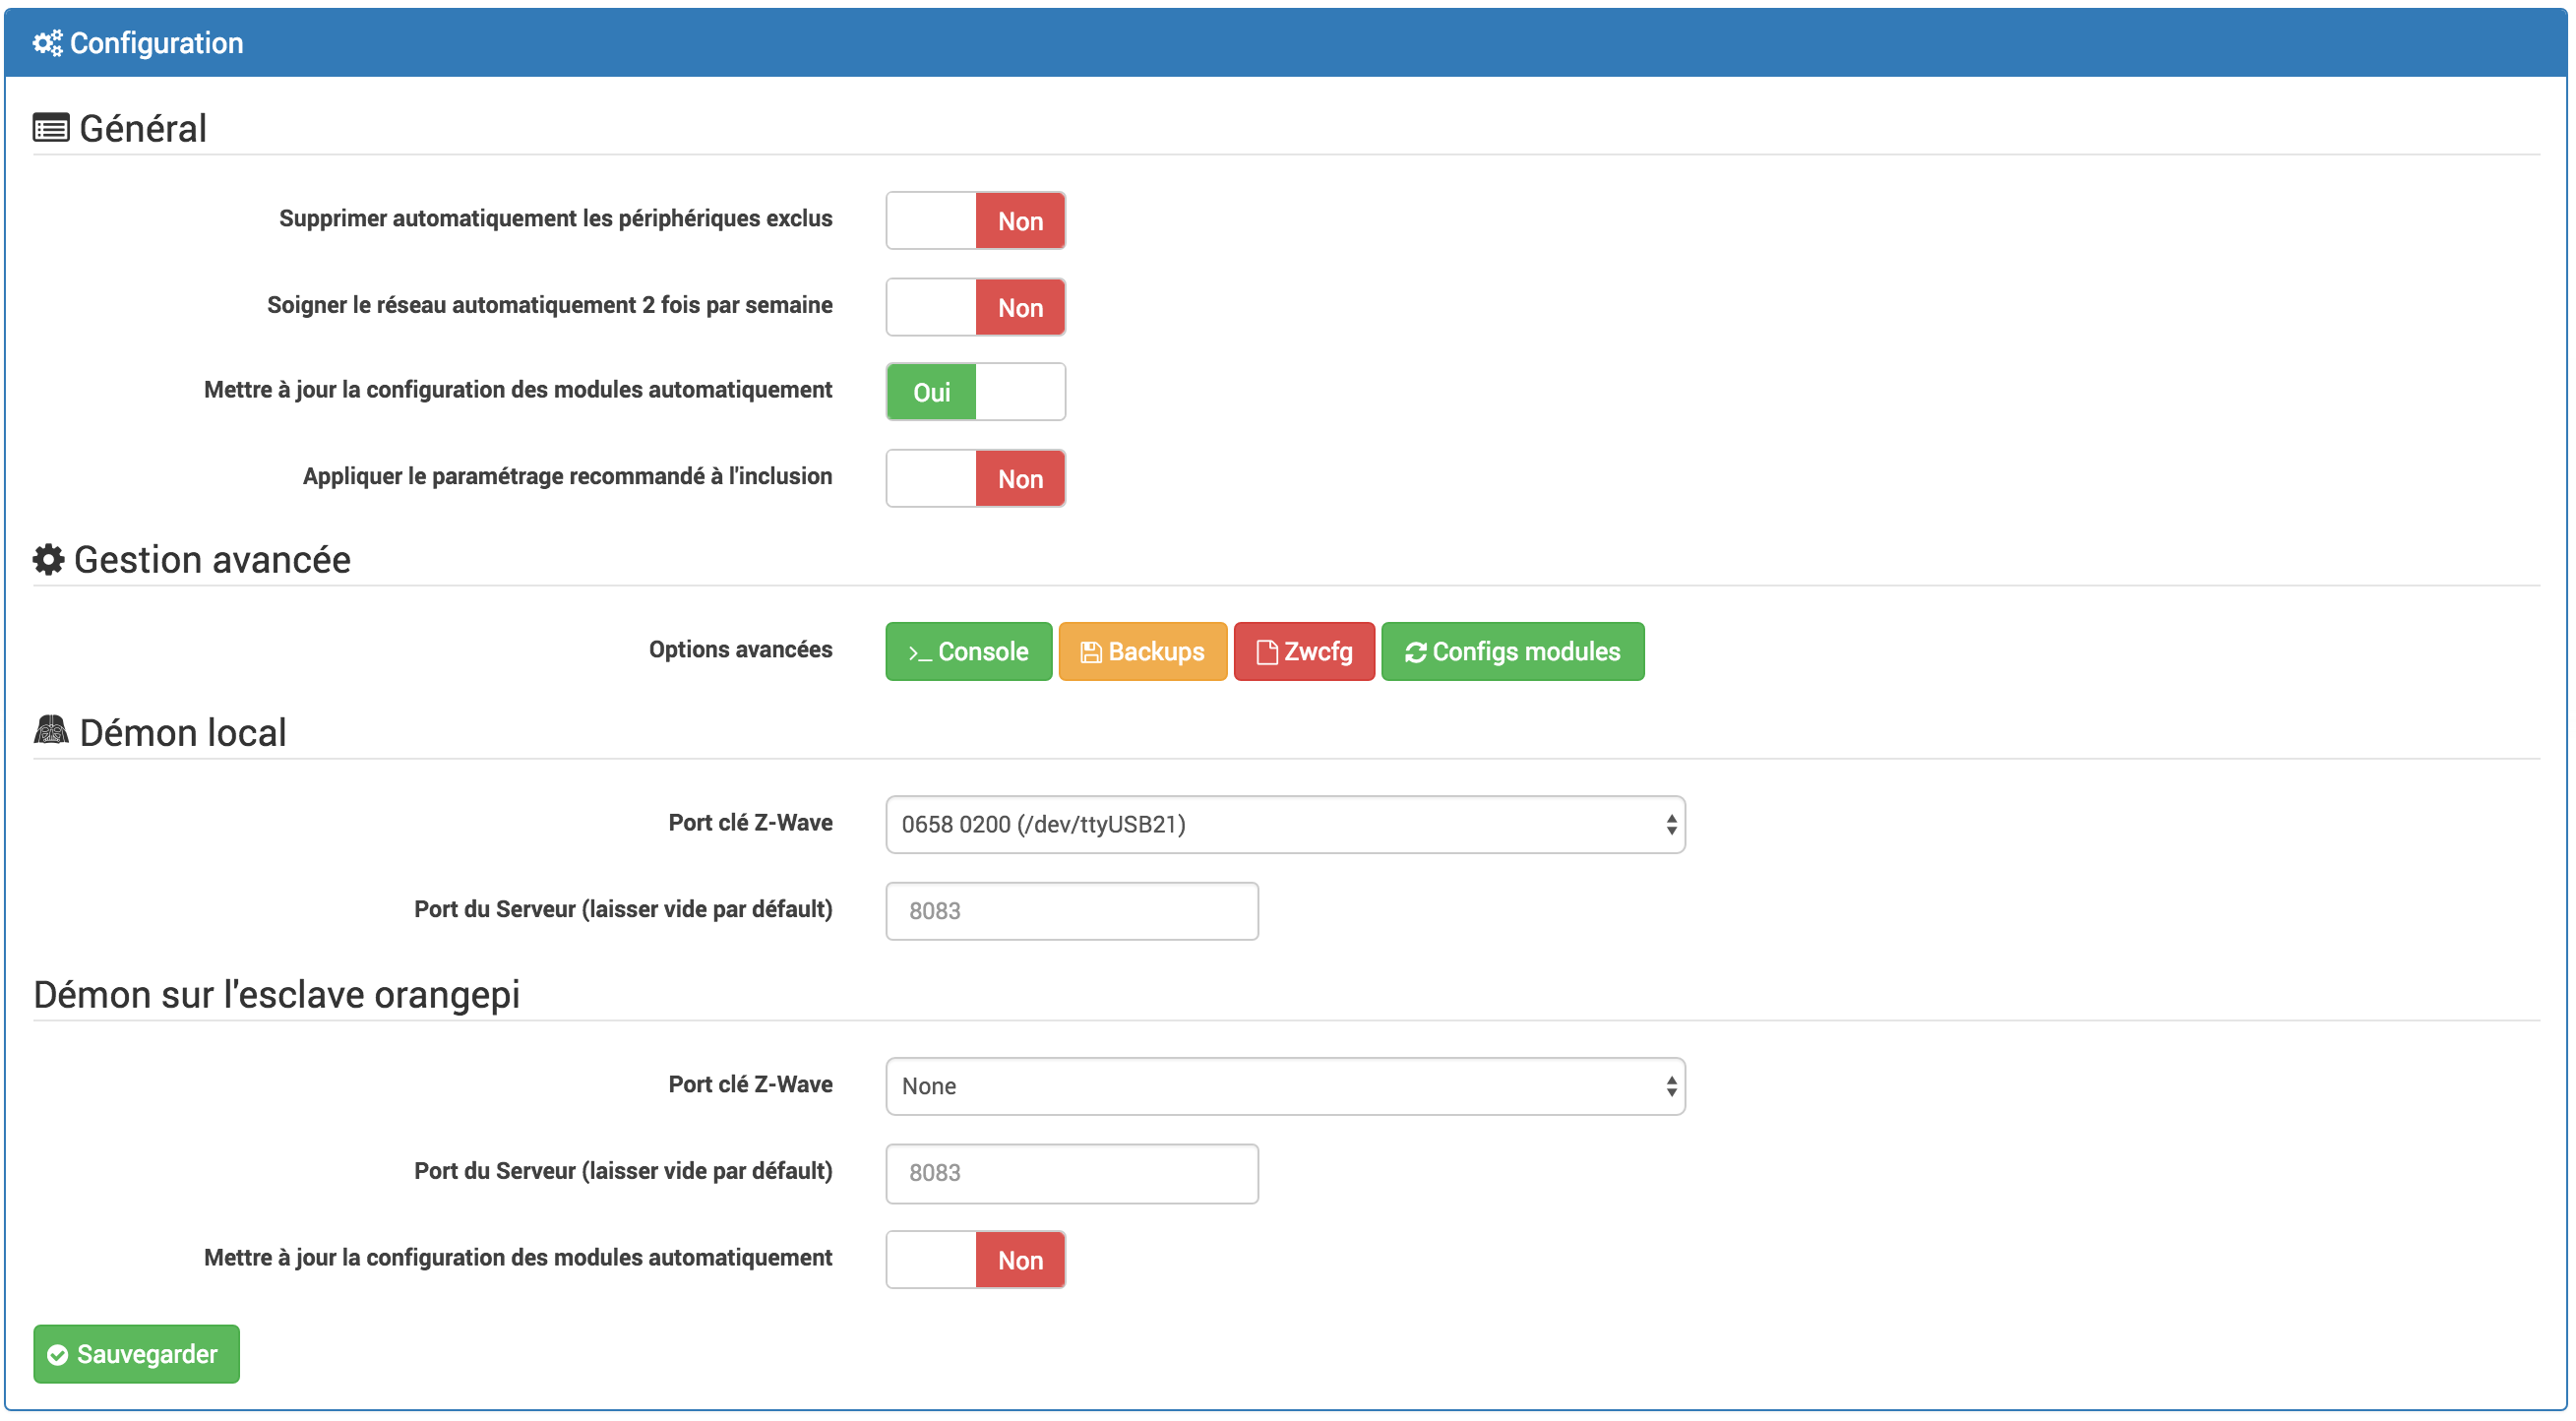 Configuration
Général
Supprimer automatiquement les périphériques exclus Non
Soigner le réseau automatiquement 2 fois par semaine Non
Mettre à jour la configuration des modules automatiquement Oui
Appliquer le paramétrage recommandé à l'inclusion Non
Gestion avancée
Options avancées >_ Console Backups Zwcfg Configs modules
Démon local
Port clé Z-Wave 0658 0200 (/dev/ttyUSB21)
Port du Serveur (laisser vide par défault) 8083
Démon sur l'esclave orangepi
Port clé Z-Wave None
Port du Serveur (laisser vide par défault) 8083
Mettre à jour la configuration des modules automatiquement Non
Sauvegarder